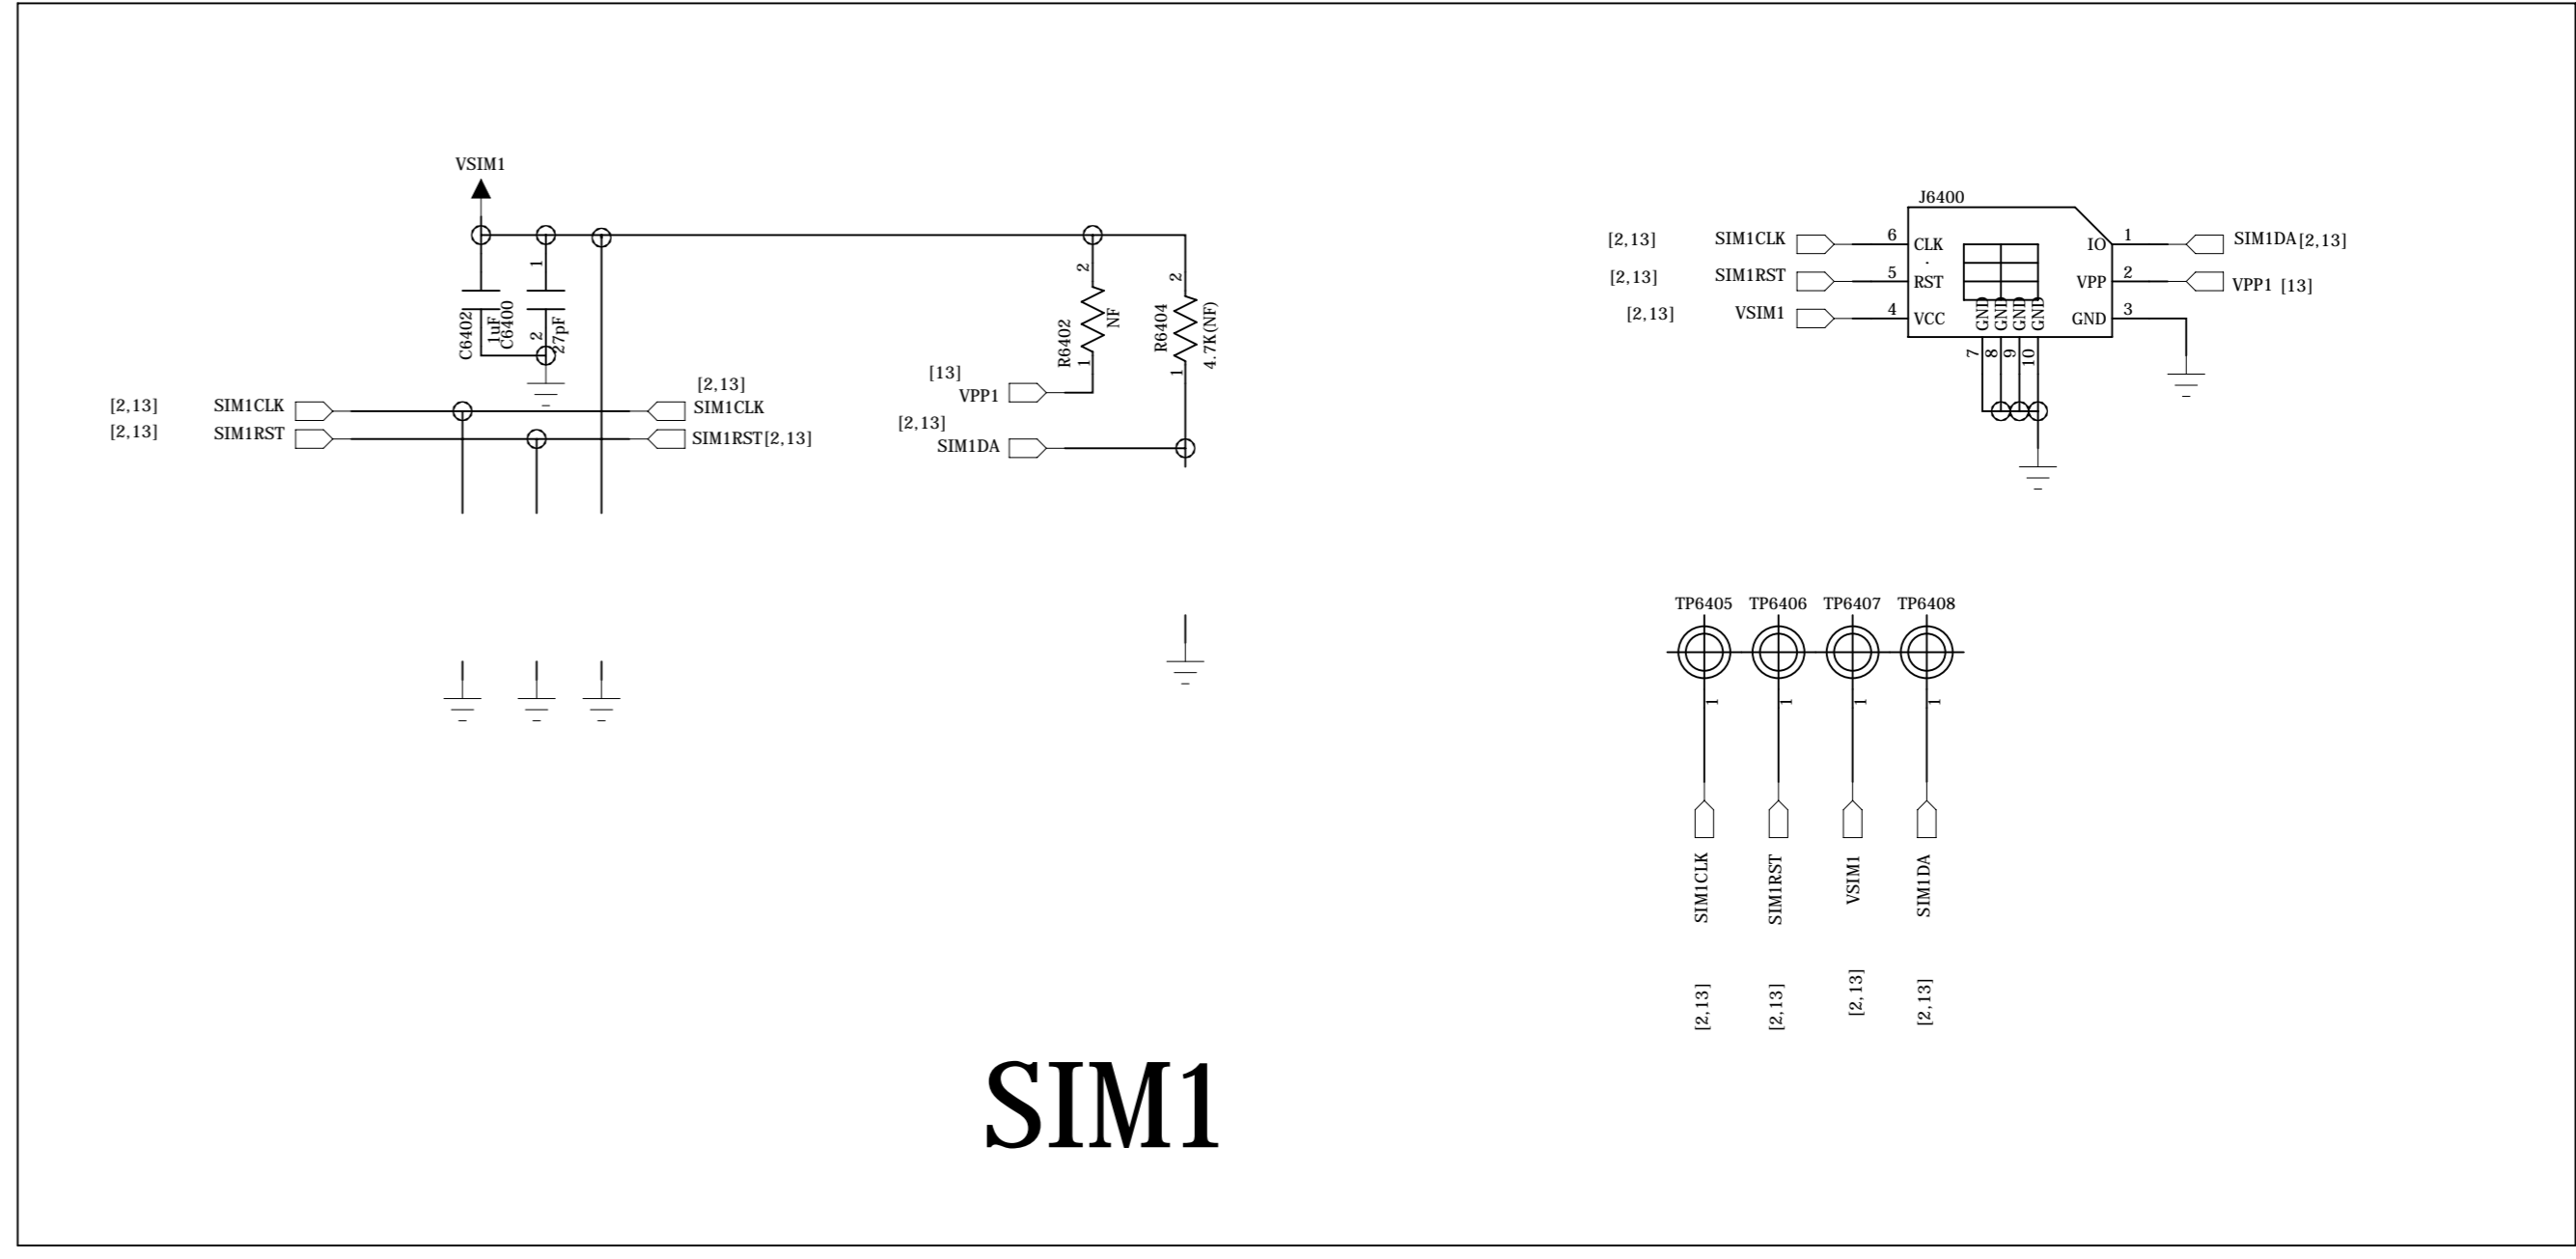 VSIM1
1
C6402
1uF
C6400
2
27pF
[2,13] SIM1CLK
[2,13] SIM1RST
[2,13]
SIM1CLK
SIM1RST[2,13]
2
R6402
NF
1
2
R6404
4.7K(NF)
1
[13]
VPP1
[2,13]
SIM1DA
J6400
[2,13] SIM1CLK 6 CLK IO 1 SIM1DA[2,13]
[2,13] SIM1RST 5 RST VPP 2 VPP1 [13]
[2,13] VSIM1 4 VCC GND 3
GND GND GND GND
7 8 9 10
TP6405 TP6406 TP6407 TP6408
1 1 1 1
SIM1CLK SIM1RST VSIM1 SIM1DA
[2,13] [2,13] [2,13] [2,13]
SIM1